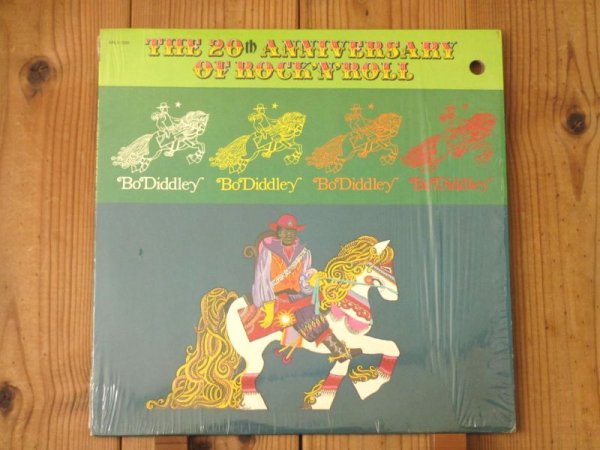 THE 20th ANNIVERSARY
OF ROCK'N'ROLL
Bo Diddley Bo Diddley Bo Diddley Bo Diddley